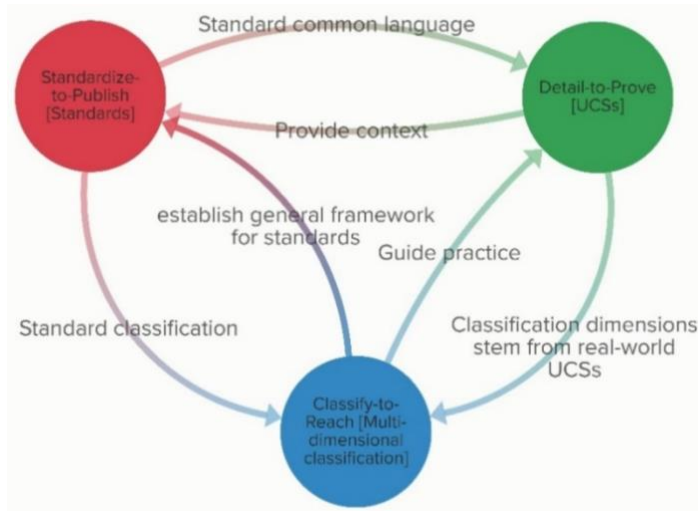 Standard common language
Standardize-
to-Publish
[Standards]
Detail-to-Prove
[UCSs]
Provide context
establish general framework
for standards
Guide practice
Standard classification
Classification dimensions
stem from real-world
UCSs
Classify-to-
Reach [Multi-
dimensional
classification]